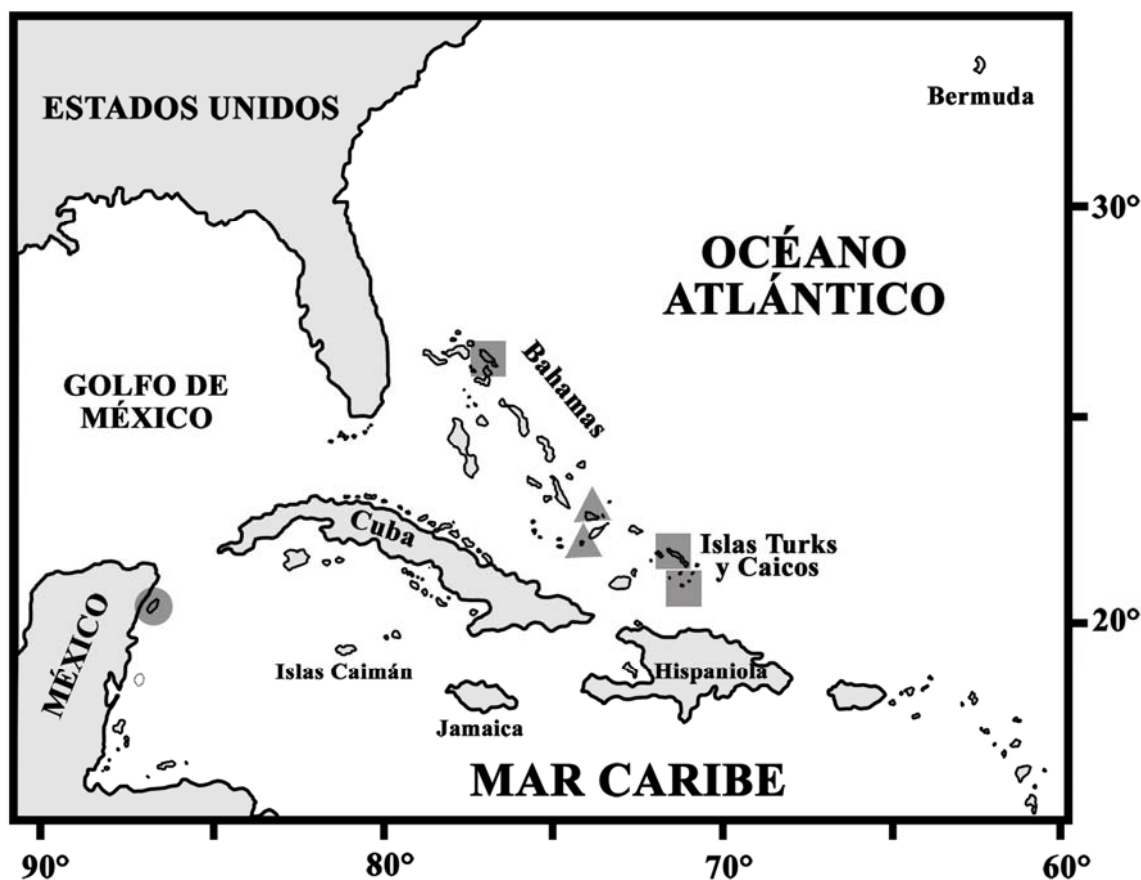 ESTADOS UNIDOS
Bermuda
30°
OCÉANO
ATLÁNTICO
Bahamas
GOLFO DE
MÉXICO
Cuba
Islas Turks
y Caicos
20°
MÉXICO
Islas Caimán
Hispaniola
Jamaica
MAR CARIBE
90°
80°
70°
60°